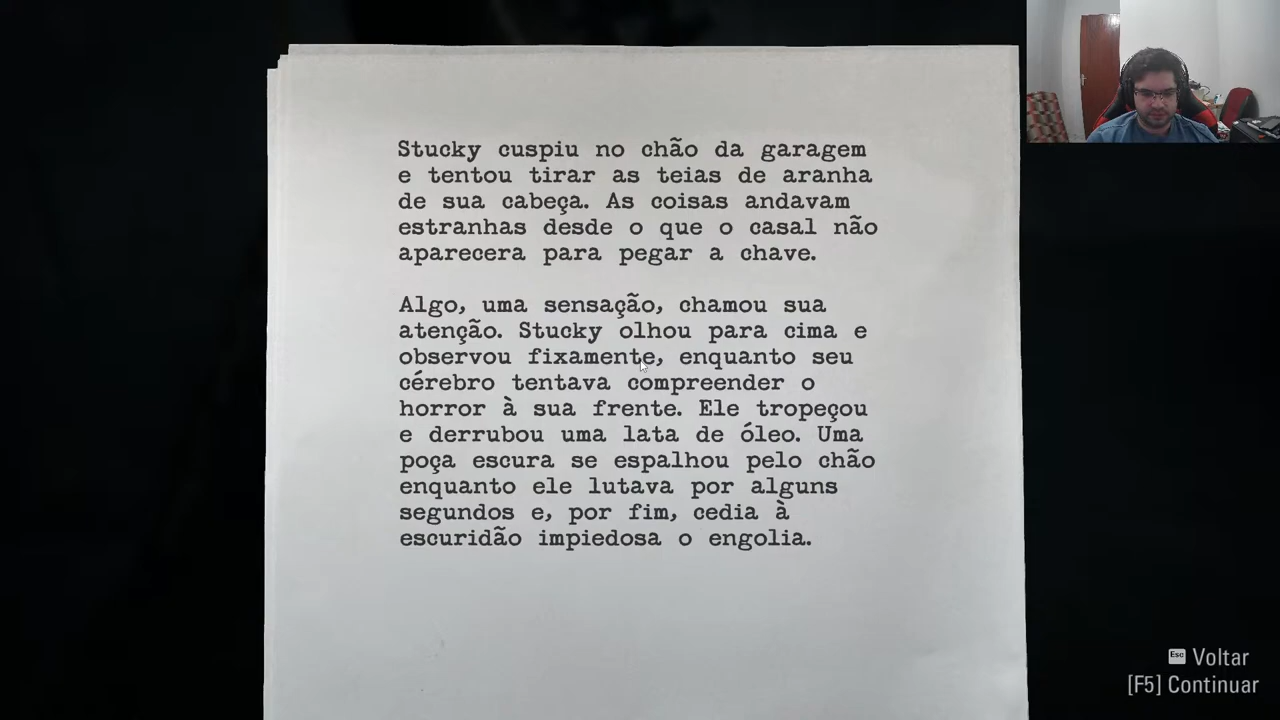 Stucky cuspiu no chão da garagem
e tentou tirar as teias de aranha
de sua cabeça. As coisas andavam
estranhas desde o que o casal não
aparecera para pegar a chave.
Algo, uma sensação, chamou sua
atenção. Stucky olhou para cima e
observou fixamente, enquanto seu
cérebro tentava compreender o
horror à sua frente. Ele tropeçou
e derrubou uma lata de óleo. Uma
poça escura se espalhou pelo chão
enquanto ele lutava por alguns
segundos e, por fim, cedia à
escuridão impiedosa o engolia.
Esc Voltar
[F5] Continuar